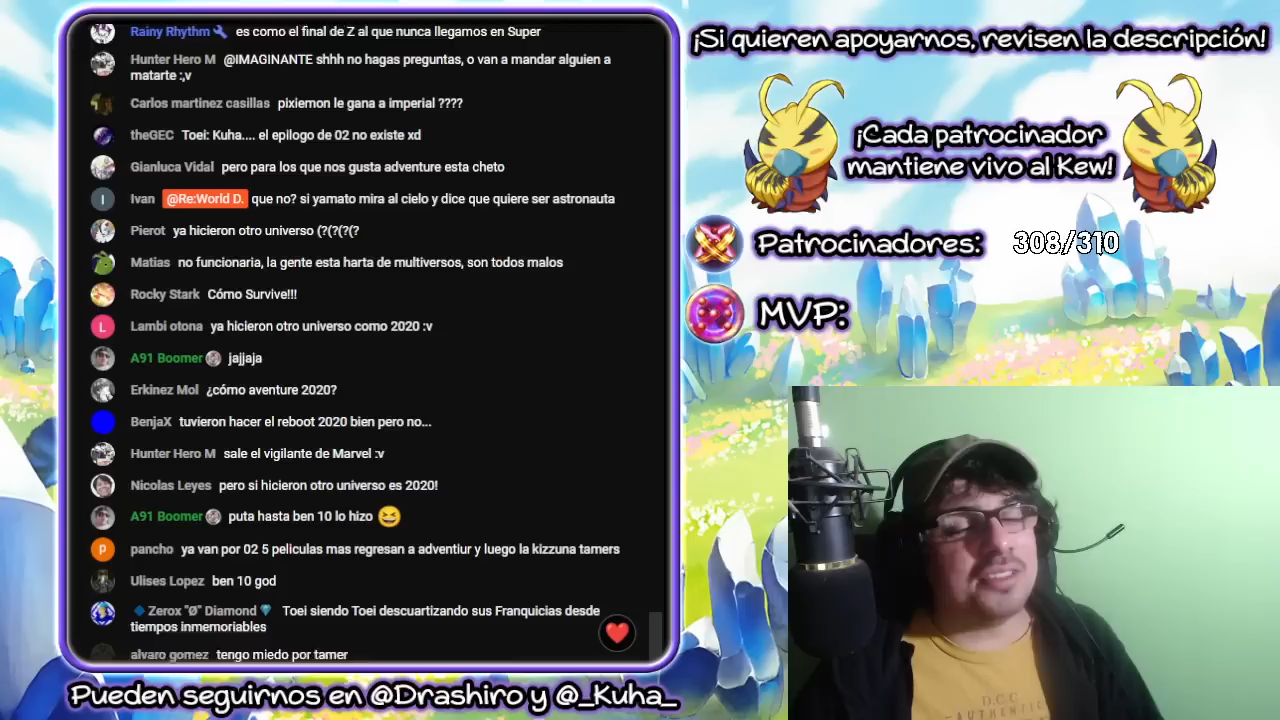 Rainy Rhythm es como el final de Z al que nunca llegamos en Super
Hunter Hero M @IMAGINANTE shhh no hagas preguntas, o van a mandar alguien a
matarte :,v
Carlos martinez casillas pixiemon le gana a imperial ????
theGEC Toei: Kuha.... el epilogo de 02 no existe xd
Gianluca Vidal pero para los que nos gusta adventure esta cheto
I Ivan @Re:World D. que no? si yamato mira al cielo y dice que quiere ser astronauta
Pierot ya hicieron otro universo (?(?(?(?
Matias no funcionaria, la gente esta harta de multiversos, son todos malos
Rocky Stark Cómo Survive!!!
L Lambi otona ya hicieron otro universo como 2020 :v
A91 Boomer jajjaja
Erkinez Mol ¿cómo aventure 2020?
BenjaX tuvieron hacer el reboot 2020 bien pero no...
Hunter Hero M sale el vigilante de Marvel :v
Nicolas Leyes pero si hicieron otro universo es 2020!
A91 Boomer puta hasta ben 10 lo hizo 😆
P pancho ya van por 02 5 peliculas mas regresan a adventiur y luego la kizzuna tamers
Ulises Lopez ben 10 god
🔹Zerox "Ø" Diamond💎 Toei siendo Toei descuartizando sus Franquicias desde
tiempos inmemoriables
alvaro gomez tengo miedo por tamer
Pueden seguirnos en @Drashiro y @_Kuha_
¡Si quieren apoyarnos, revisen la descripción!
¡Cada patrocinador
mantiene vivo al Kew!
Patrocinadores: 308/310
MVP: